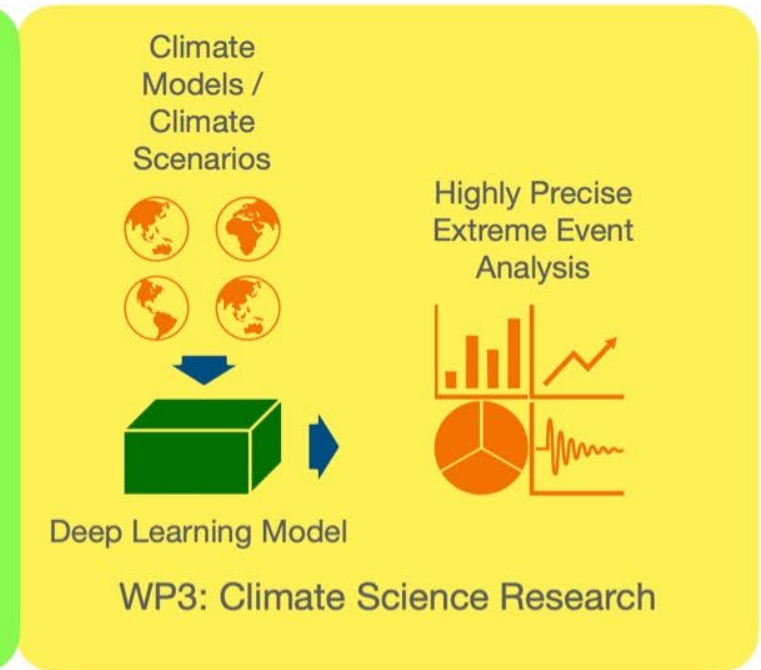 Climate
Models /
Climate
Scenarios
Highly Precise
Extreme Event
Analysis
Deep Learning Model
WP3: Climate Science Research